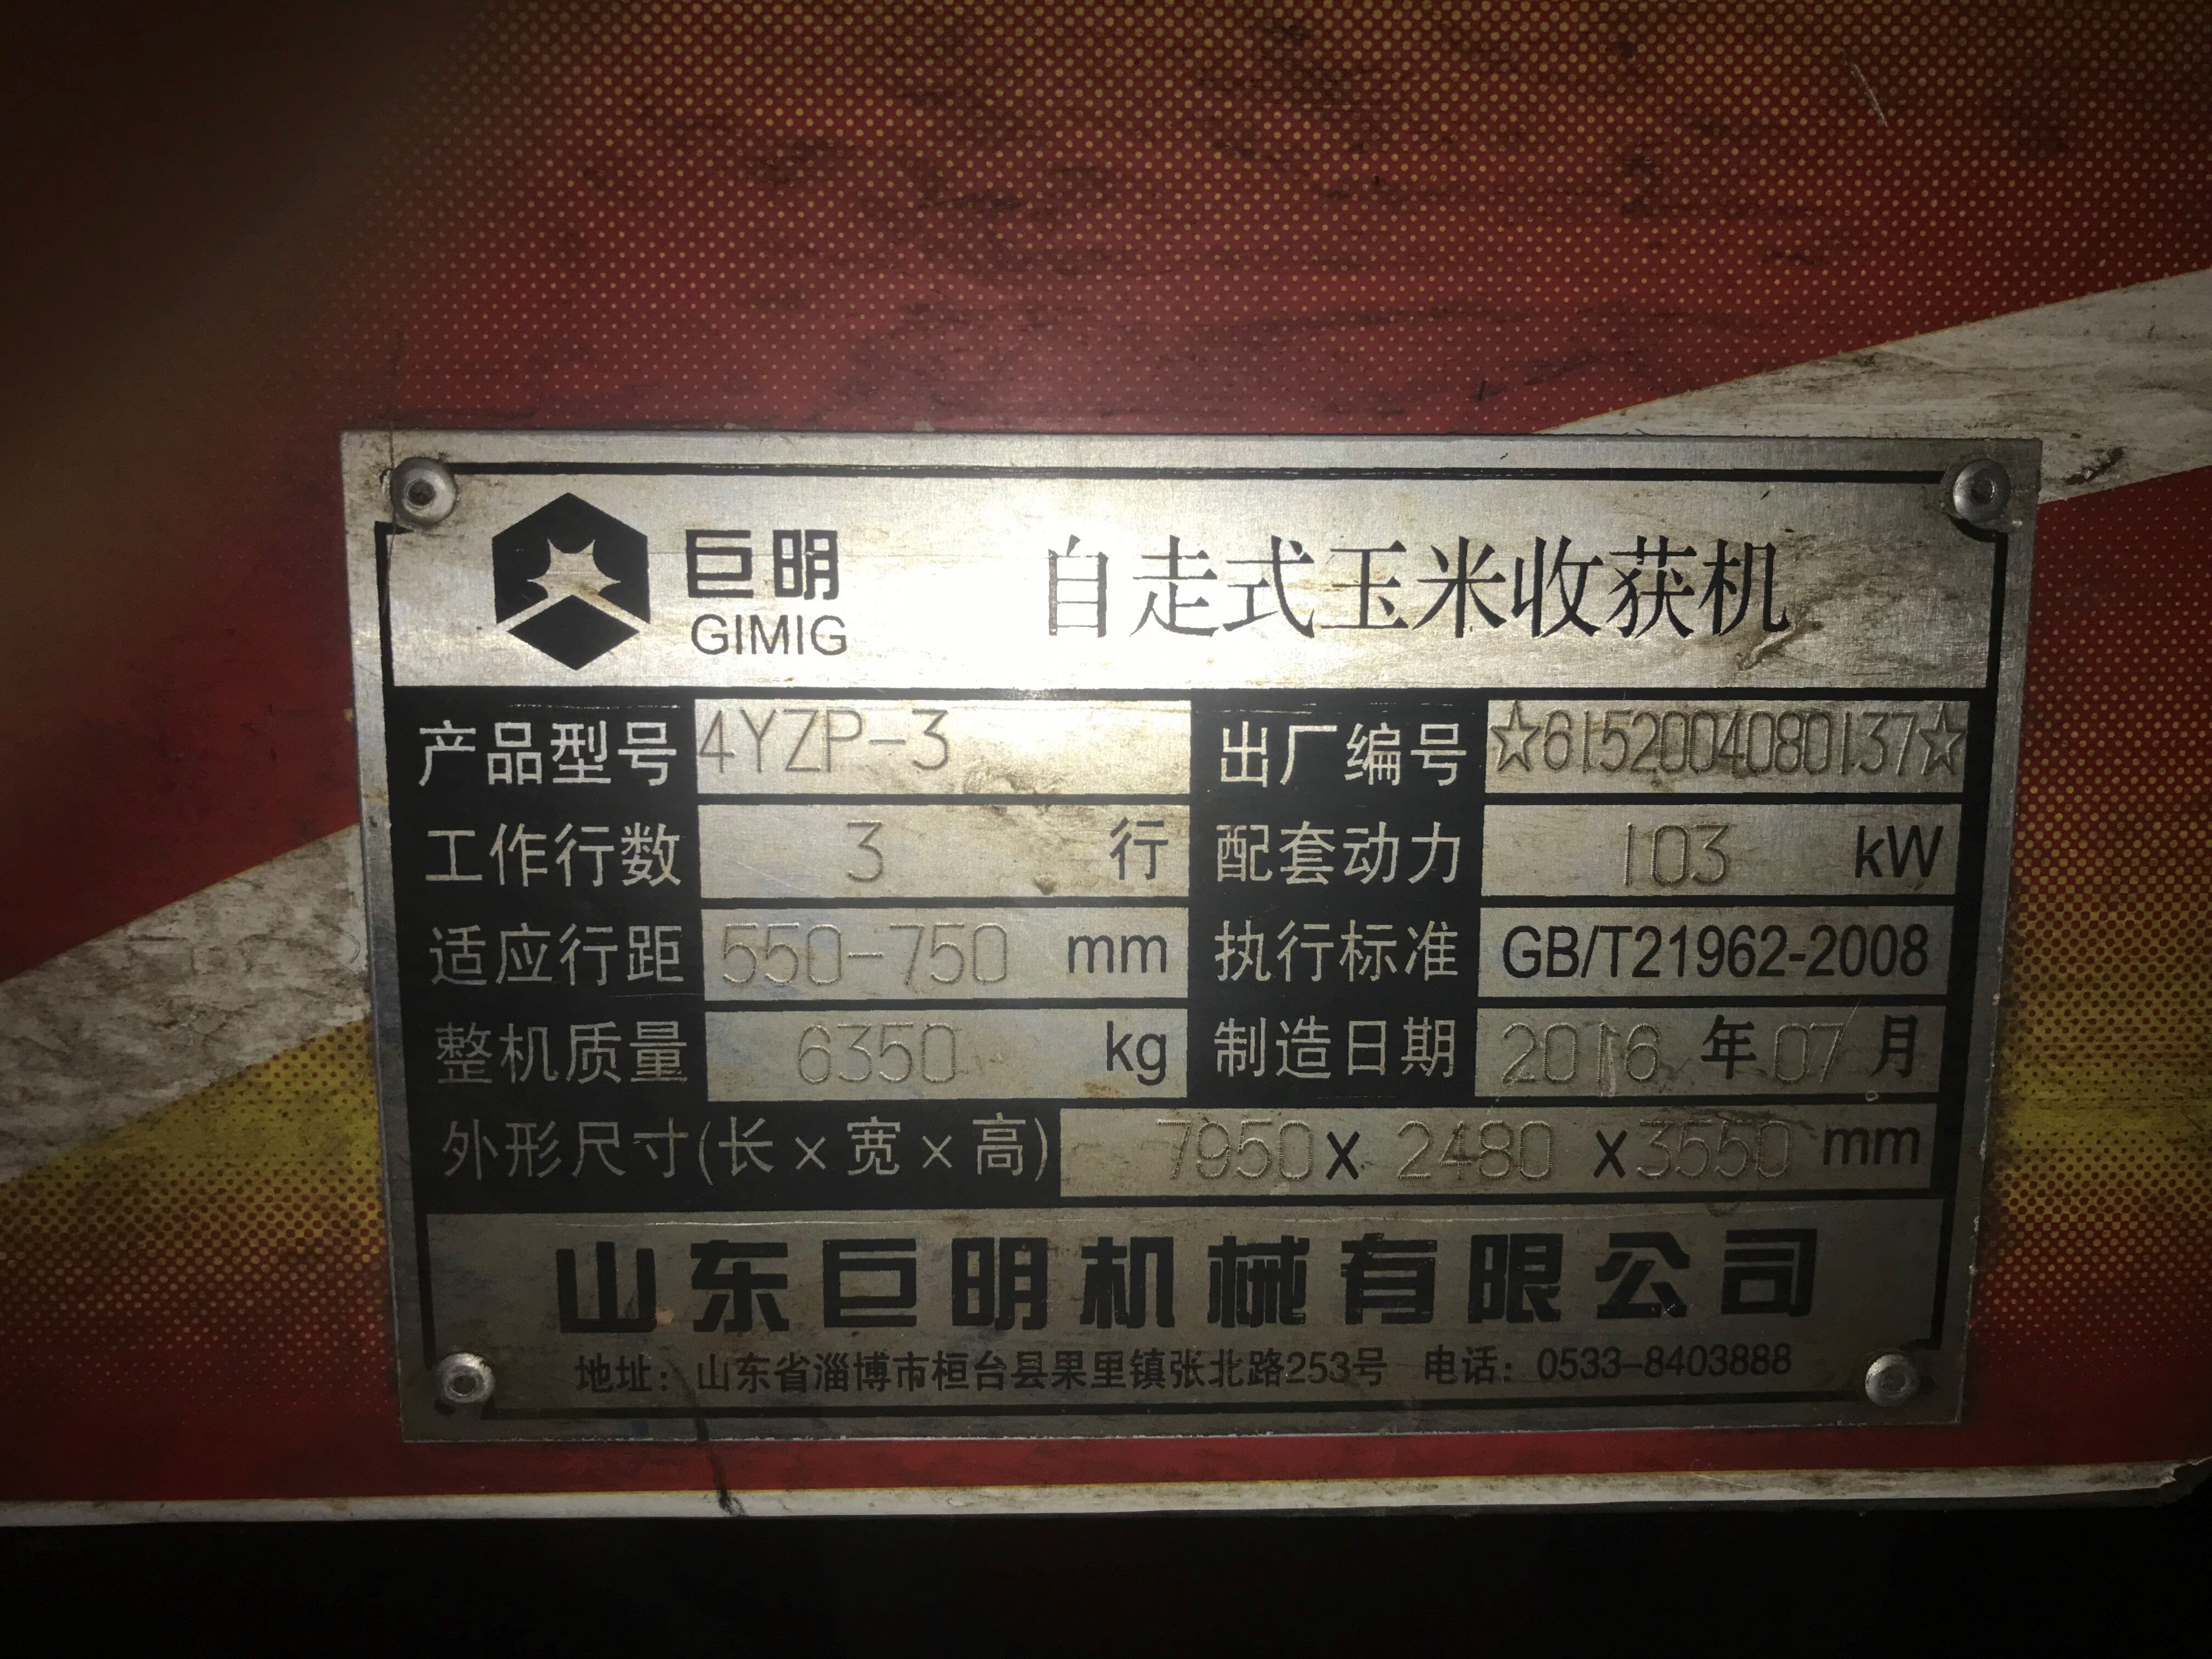 巨明
GIMIG
自走式玉米收获机
产品型号 4YZP-3 出厂编号 ☆6152004080137☆
工作行数 3 行 配套动力 103 kW
适应行距 550-750 mm 执行标准 GB/T21962-2008
整机质量 6350 kg 制造日期 2016 年 07 月
外形尺寸(长×宽×高) 7950 x 2480 x 3550 mm
山东巨明机械有限公司
地址：山东省淄博市桓台县果里镇张北路253号 电话：0533-8403888